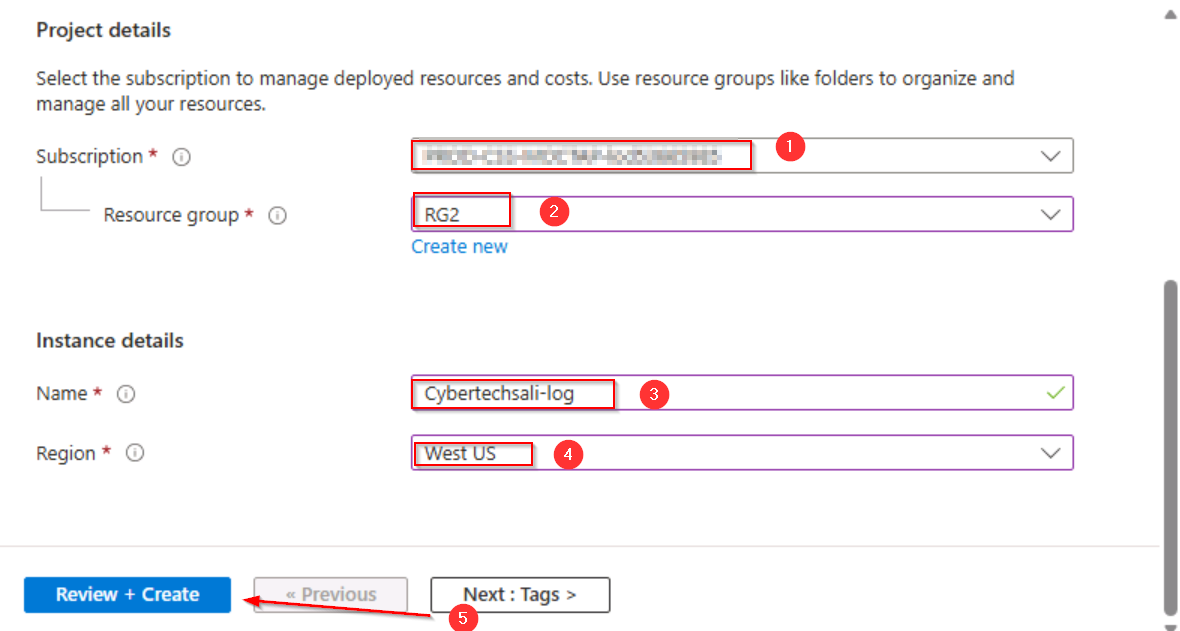 Project details
Select the subscription to manage deployed resources and costs. Use resource groups like folders to organize and
manage all your resources.
Subscription *
1
Resource group *
RG2
2
Create new
Instance details
Name *
Cybertechsali-log
3
Region *
West US
4
Review + Create
« Previous
Next : Tags >
5